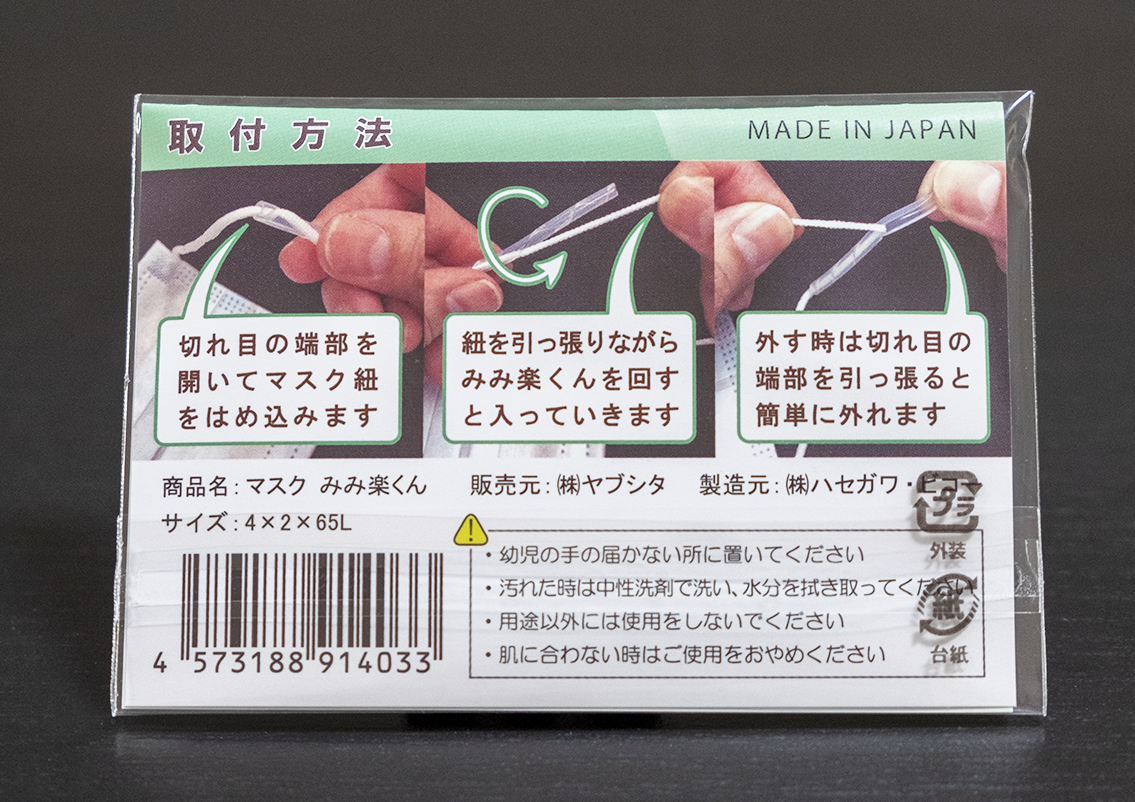 取付方法
MADE IN JAPAN
切れ目の端部を
開いてマスク紐
をはめ込みます
紐を引っ張りながら
みみ楽くんを回す
と入っていきます
外す時は切れ目の
端部を引っ張ると
簡単に外れます
商品名：マスク みみ楽くん
販売元：㈱ヤブシタ
製造元：㈱ハセガワ・ビコー
サイズ：4×2×65L
・幼児の手の届かない所に置いてください
・汚れた時は中性洗剤で洗い、水分を拭き取ってください
・用途以外には使用をしないでください
・肌に合わない時はご使用をおやめください
プラ
外装
紙
台紙
4 573188 914033